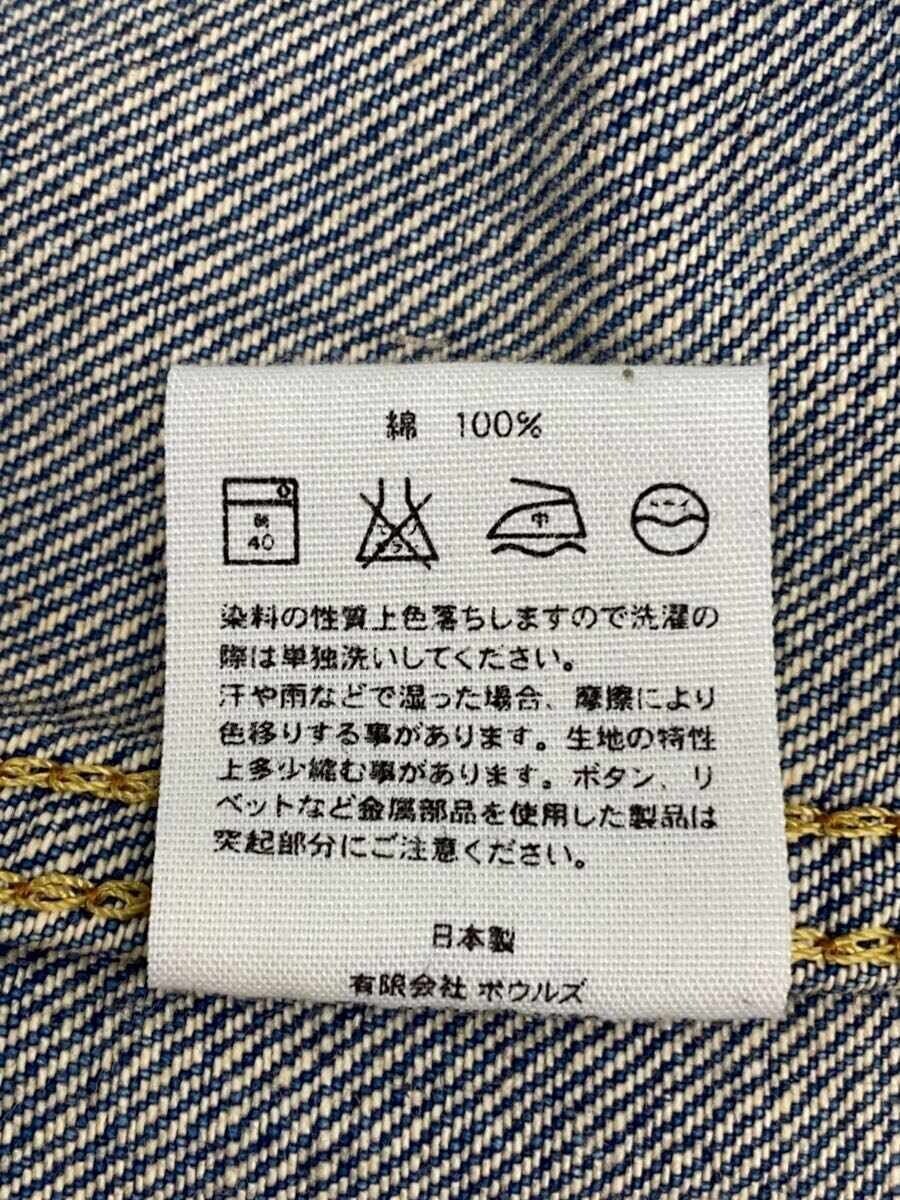 綿 100%
40
中
染料の性質上色落ちしますので洗濯の
際は単独洗いしてください。
汗や雨などで湿った場合、摩擦により
色移りする事があります。生地の特性
上多少縮む事があります。ボタン、リ
ベットなど金属部品を使用した製品は
突起部分にご注意ください。
日本製
有限会社 ボウルズ